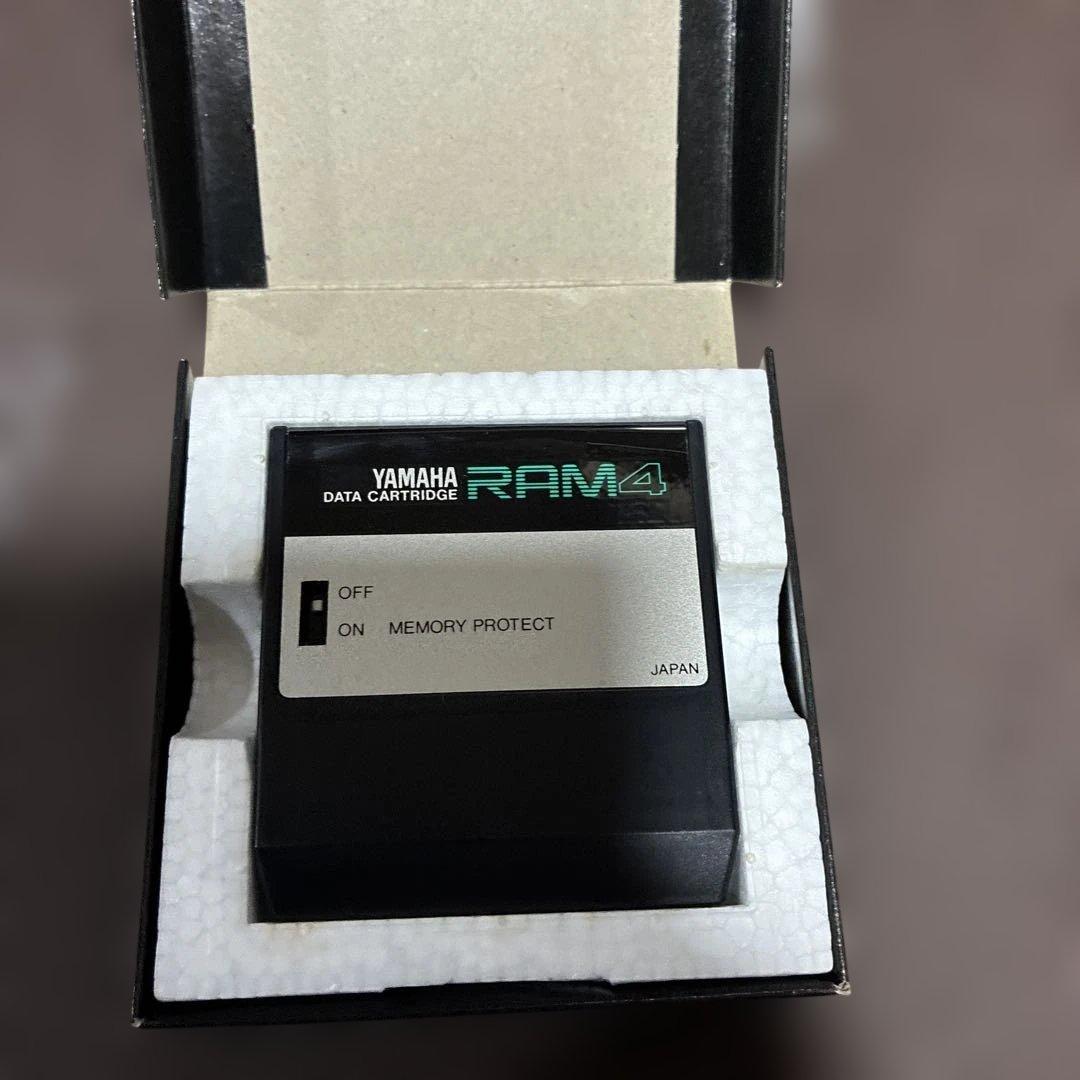 YAMAHA
DATA CARTRIDGE RAM4
OFF
ON MEMORY PROTECT
JAPAN